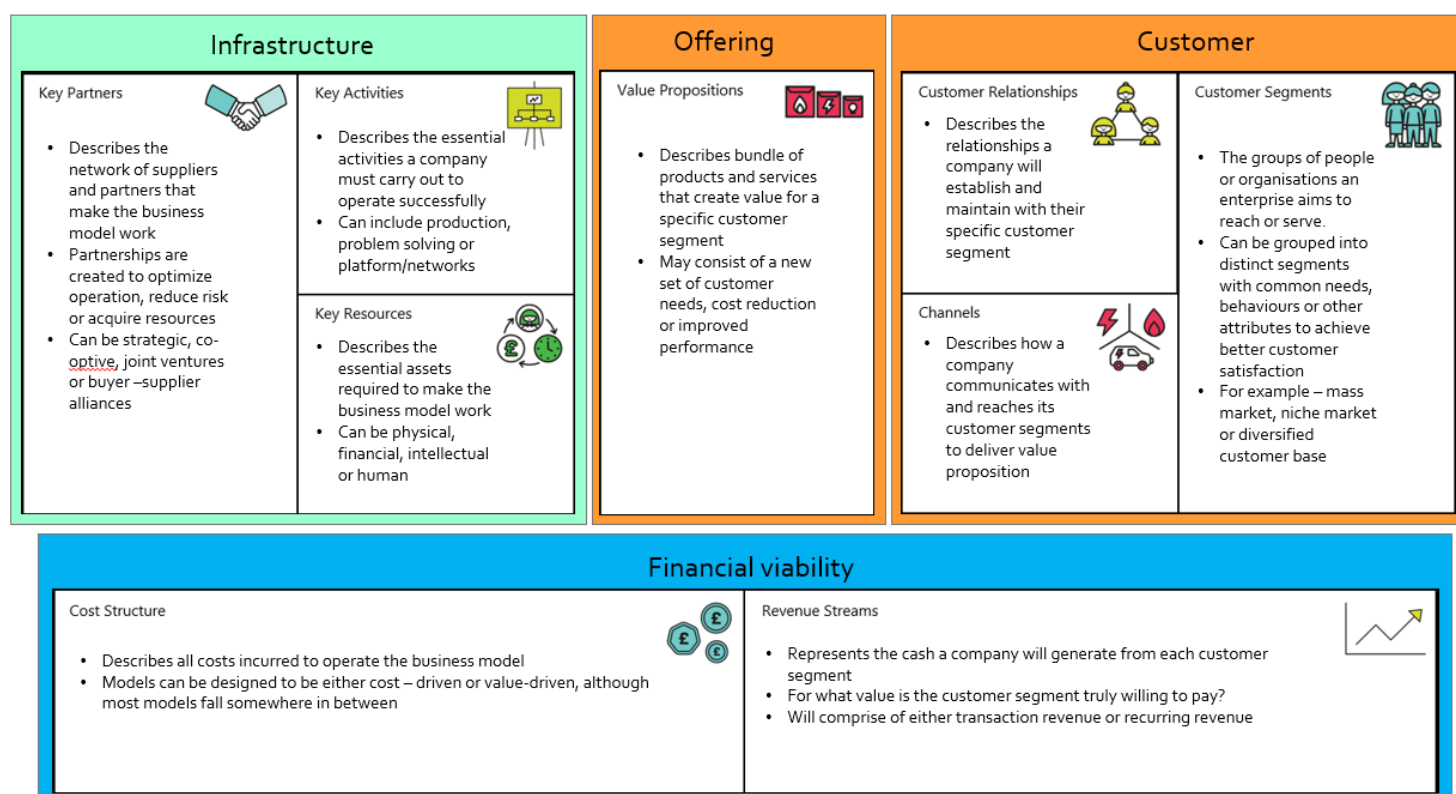 Infrastructure
Key Partners
• Describes the
network of suppliers
and partners that
make the business
model work
• Partnerships are
created to optimize
operation, reduce risk
or acquire resources
• Can be strategic, co-
optive, joint ventures
or buyer –supplier
alliances
Key Activities
• Describes the essential
activities a company
must carry out to
operate successfully
• Can include production,
problem solving or
platform/networks
Key Resources
£
• Describes the
essential assets
required to make the
business model work
• Can be physical,
financial, intellectual
or human
Offering
Value Propositions
• Describes bundle of
products and services
that create value for a
specific customer
segment
• May consist of a new
set of customer
needs, cost reduction
or improved
performance
Customer
Customer Relationships
• Describes the
relationships a
company will
establish and
maintain with their
specific customer
segment
Channels
• Describes how a
company
communicates with
and reaches its
customer segments
to deliver value
proposition
Customer Segments
• The groups of people
or organisations an
enterprise aims to
reach or serve.
• Can be grouped into
distinct segments
with common needs,
behaviours or other
attributes to achieve
better customer
satisfaction
• For example – mass
market, niche market
or diversified
customer base
Financial viability
Cost Structure
£
£
£
• Describes all costs incurred to operate the business model
• Models can be designed to be either cost – driven or value-driven, although
most models fall somewhere in between
Revenue Streams
• Represents the cash a company will generate from each customer
segment
• For what value is the customer segment truly willing to pay?
• Will comprise of either transaction revenue or recurring revenue